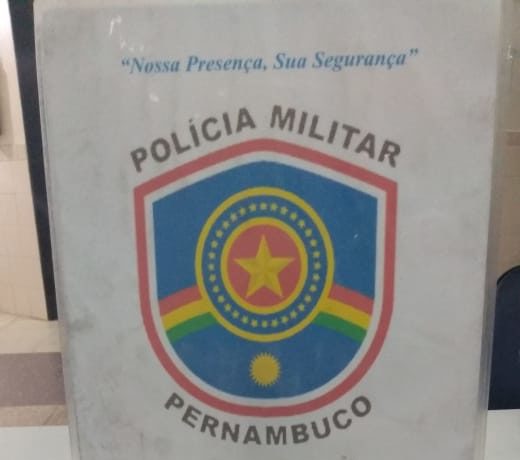 “Nossa Presença, Sua Segurança”
POLÍCIA MILITAR
PERNAMBUCO